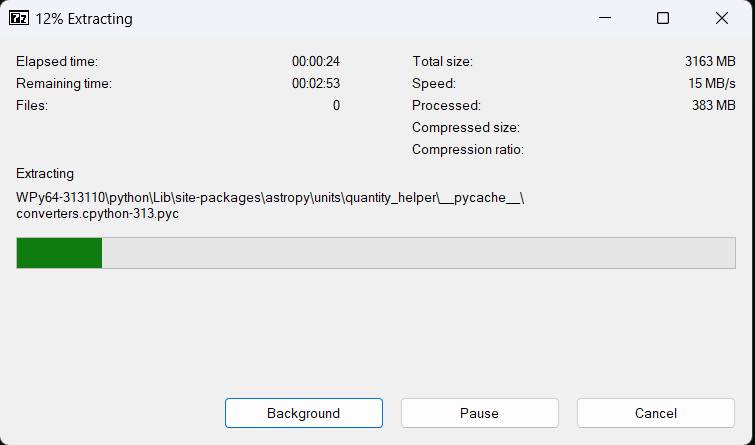 7z 12% Extracting
Elapsed time: 00:00:24 Total size: 3163 MB
Remaining time: 00:02:53 Speed: 15 MB/s
Files: 0 Processed: 383 MB
Compressed size:
Compression ratio:
Extracting
WPy64-313110\python\Lib\site-packages\astropy\units\quantity_helper\__pycache__\
converters.cpython-313.pyc
Background Pause Cancel